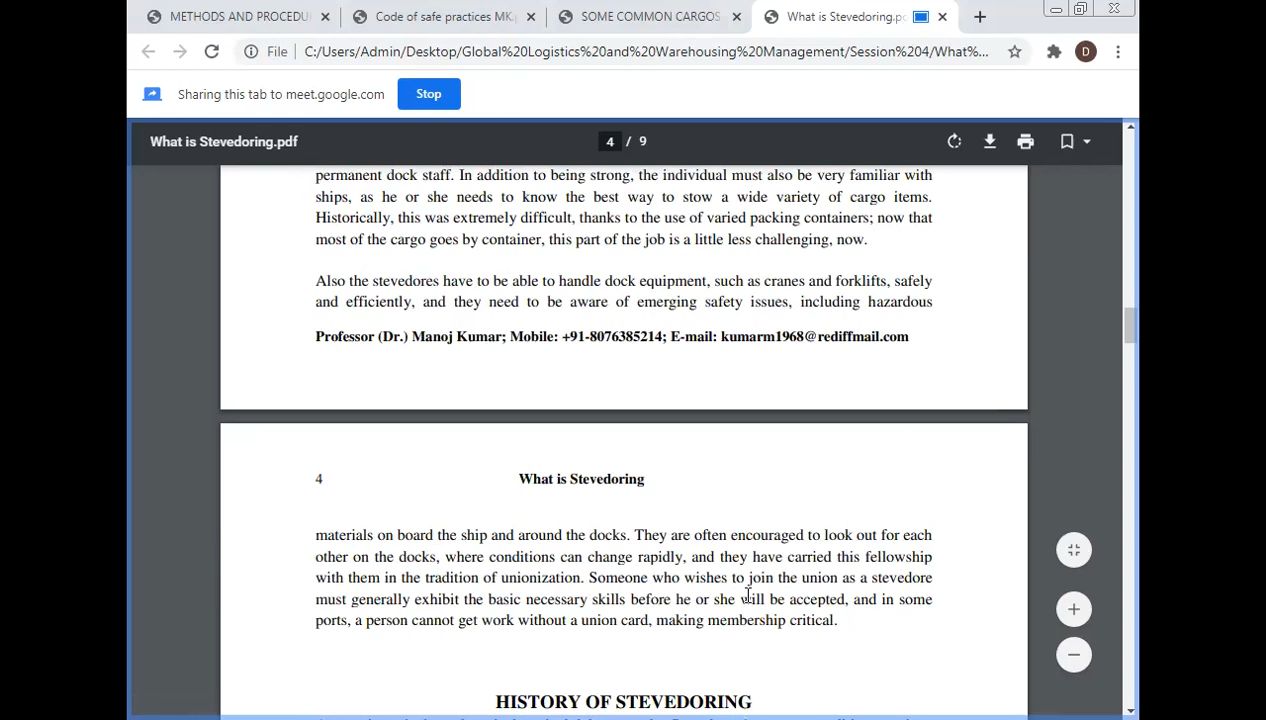 METHODS AND PROCEDU
Code of safe practices MK.p
SOME COMMON CARGOS
What is Stevedoring.pd
File
C:/Users/Admin/Desktop/Global%20Logistics%20and%20Warehousing%20Management/Session%204/What%...
D
Sharing this tab to meet.google.com
Stop
What is Stevedoring.pdf
4 / 9
permanent dock staff. In addition to being strong, the individual must also be very familiar with
ships, as he or she needs to know the best way to stow a wide variety of cargo items.
Historically, this was extremely difficult, thanks to the use of varied packing containers; now that
most of the cargo goes by container, this part of the job is a little less challenging, now.
Also the stevedores have to be able to handle dock equipment, such as cranes and forklifts, safely
and efficiently, and they need to be aware of emerging safety issues, including hazardous
Professor (Dr.) Manoj Kumar; Mobile: +91-8076385214; E-mail: kumarm1968@rediffmail.com
4 What is Stevedoring
materials on board the ship and around the docks. They are often encouraged to look out for each
other on the docks, where conditions can change rapidly, and they have carried this fellowship
with them in the tradition of unionization. Someone who wishes to join the union as a stevedore
must generally exhibit the basic necessary skills before he or she will be accepted, and in some
ports, a person cannot get work without a union card, making membership critical.
HISTORY OF STEVEDORING